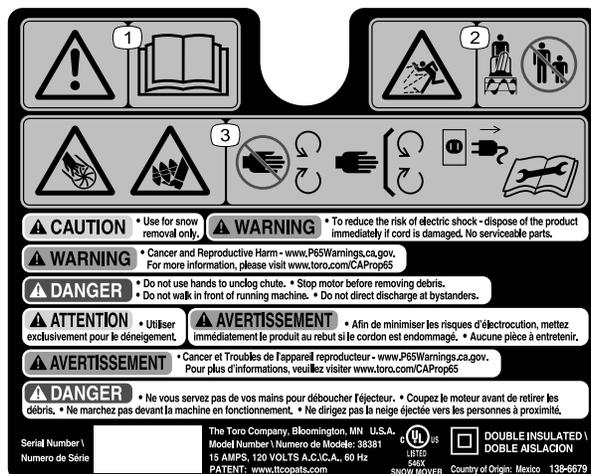 1
2
3
CAUTION • Use for snow removal only.
WARNING • To reduce the risk of electric shock - dispose of the product immediately if cord is damaged. No serviceable parts.
WARNING • Cancer and Reproductive Harm - www.P65Warnings.ca.gov.
For more information, please visit www.toro.com/CAProp65
DANGER • Do not use hands to unclog chute. • Stop motor before removing debris.
• Do not walk in front of running machine. • Do not direct discharge at bystanders.
ATTENTION • Utiliser
exclusivement pour le déneigement.
AVERTISSEMENT • Afin de minimiser les risques d'électrocution, mettez
immédiatement le produit au rebut si le cordon est endommagé. • Aucune pièce à entretenir.
AVERTISSEMENT • Cancer et Troubles de l'appareil reproducteur - www.P65Warnings.ca.gov.
Pour plus d'informations, veuillez visiter www.toro.com/CAProp65
DANGER • Ne vous servez pas de vos mains pour déboucher l'éjecteur. • Coupez le moteur avant de retirer les
débris. • Ne marchez pas devant la machine en fonctionnement. • Ne dirigez pas la neige éjectée vers les personnes à proximité.
Serial Number \
Numero de Série
The Toro Company, Bloomington, MN U.S.A.
Model Number \ Numero de Modele: 38381
15 AMPS, 120 VOLTS A.C.\C.A., 60 Hz
PATENT: www.ttcopats.com
c UL us
LISTED
546X
SNOW MOVER
DOUBLE INSULATED \
DOBLE AISLACION
Country of Origin: Mexico 138-6679